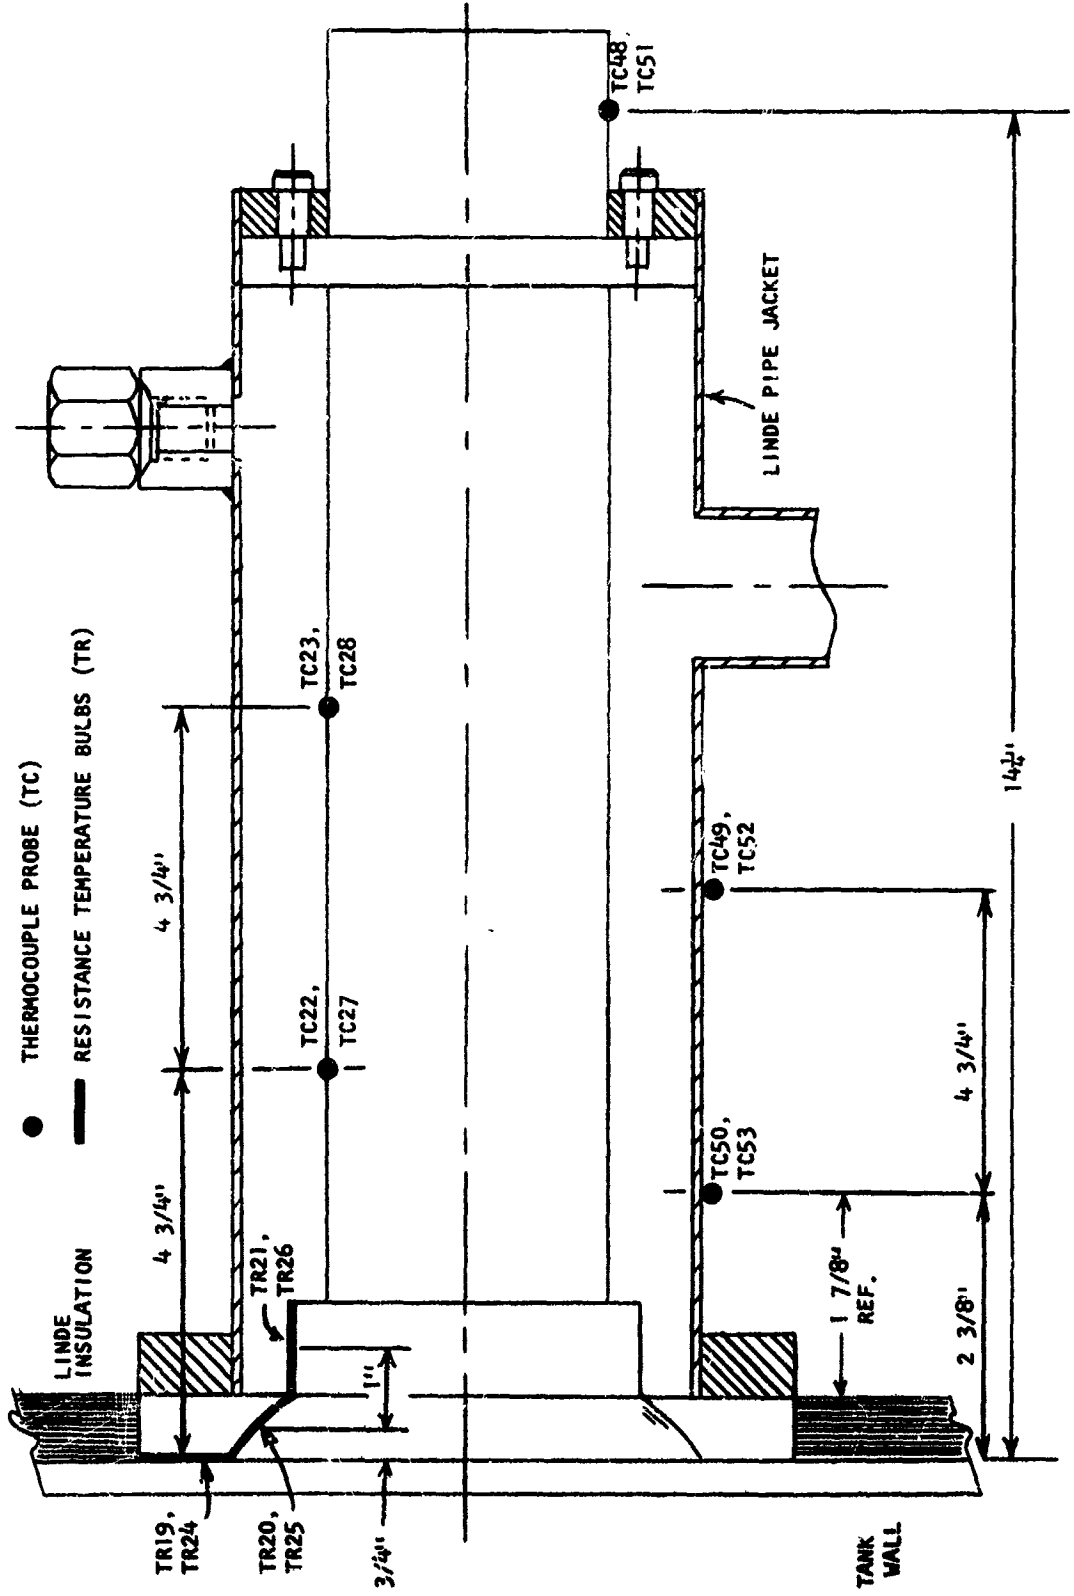 THERMOCOUPLE PROBE (TC)
RESISTANCE TEMPERATURE BULBS (TR)
LINDE
INSULATION
4 3/4"
4 3/4"
TR19,
TR24
TR20,
TR25
3/4"
1"
TR21,
TR26
TC22,
TC27
TC23,
TC28
TC48
TC51
LINDE PIPE JACKET
TC50,
TC53
TC49,
TC52
1 7/8"
REF.
2 3/8"
4 3/4"
14¼"
TANK
WALL